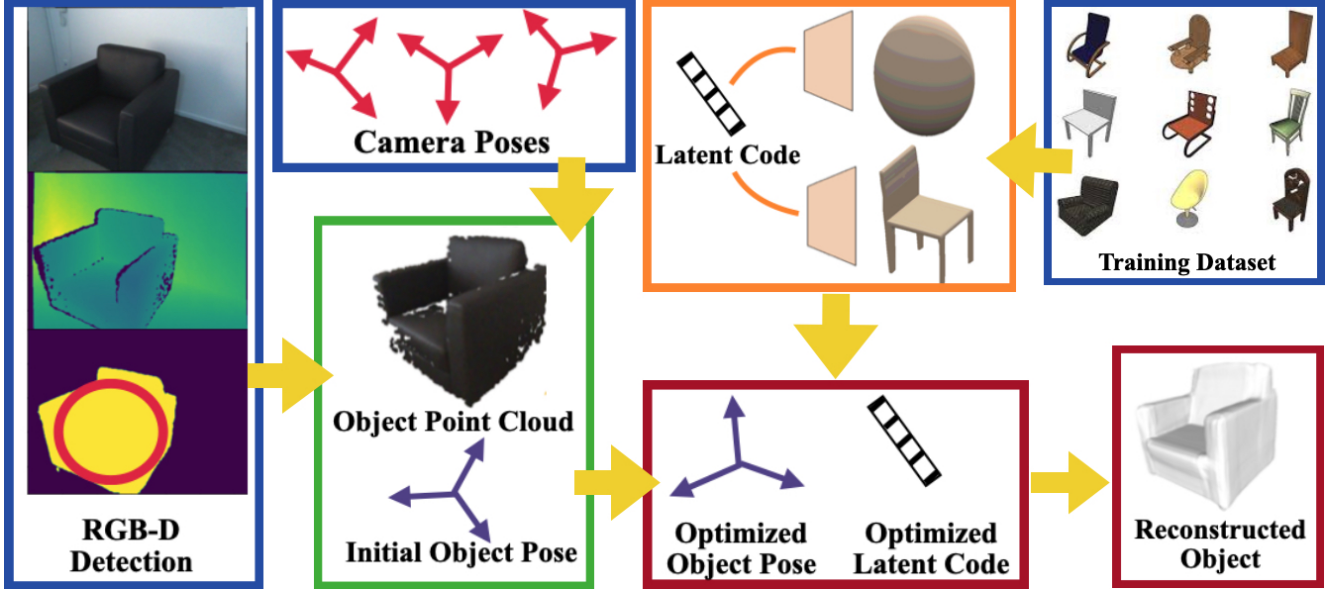 Camera Poses
Latent Code
Training Dataset
Object Point Cloud
Initial Object Pose
RGB-D
Detection
Optimized
Object Pose
Optimized
Latent Code
Reconstructed
Object